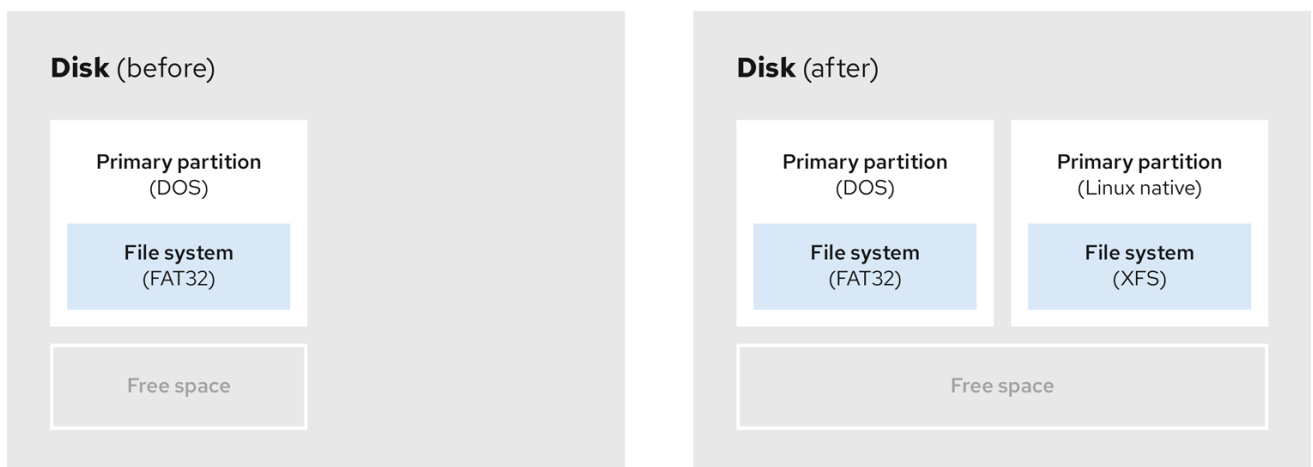 Disk (before)
Primary partition
(DOS)
File system
(FAT32)
Free space
Disk (after)
Primary partition
(DOS)
File system
(FAT32)
Primary partition
(Linux native)
File system
(XFS)
Free space